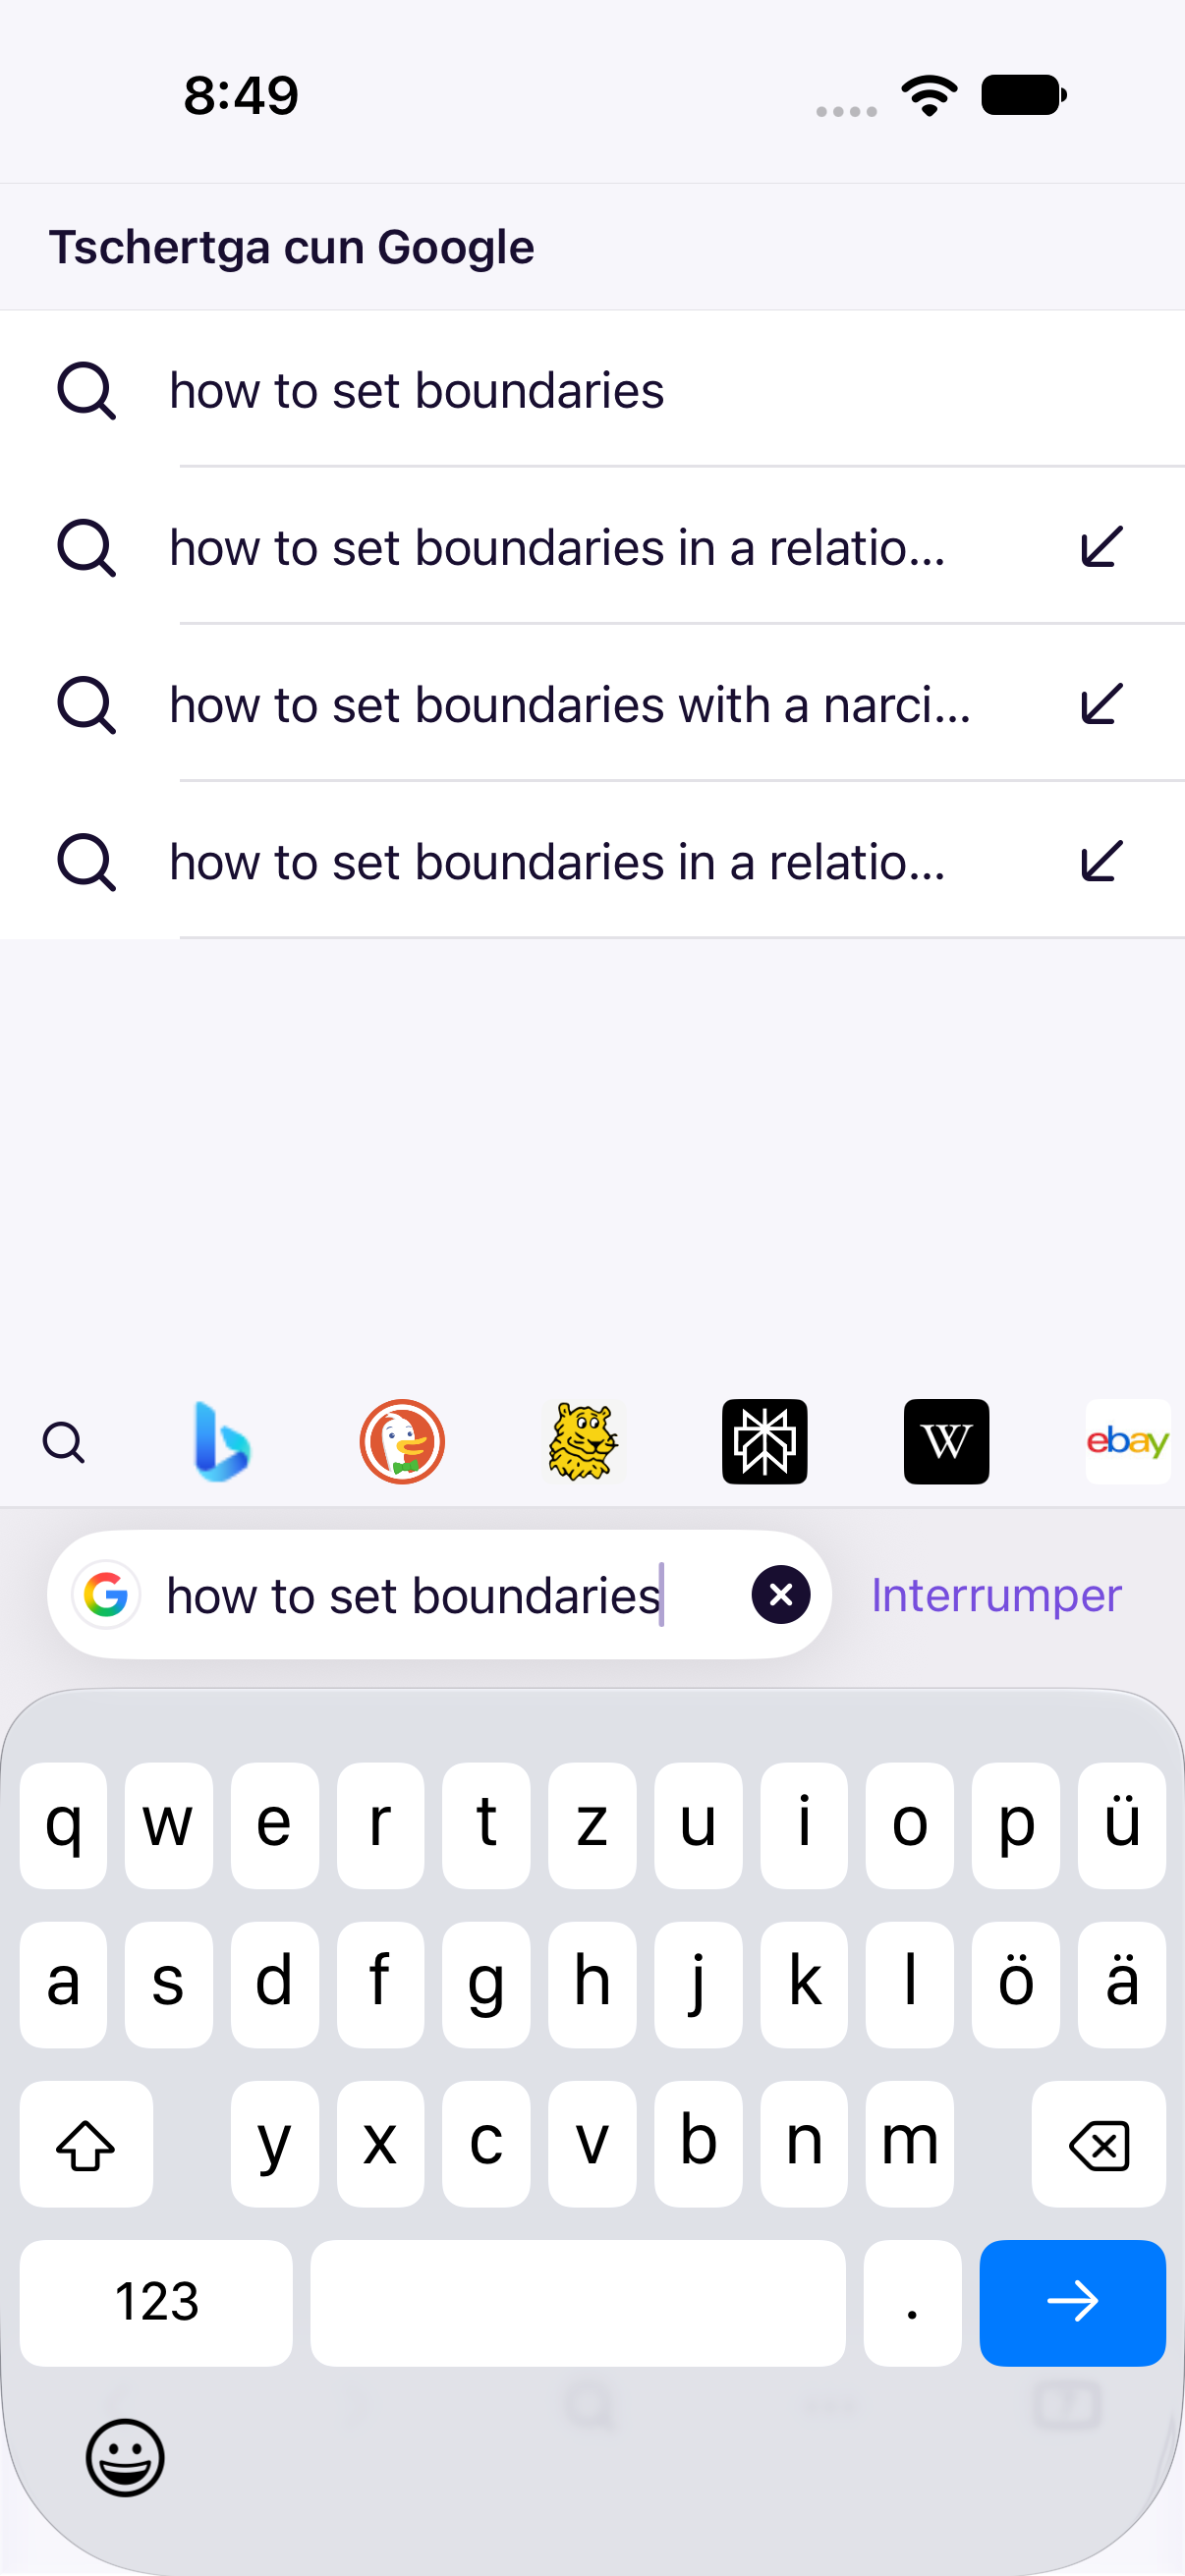 8:49
Tschertga cun Google
how to set boundaries
how to set boundaries in a relatio...
how to set boundaries with a narci...
how to set boundaries in a relatio...
W
ebay
how to set boundaries
Interrumper
q w e r t z u i o p ü
a s d f g h j k l ö ä
y x c v b n m
123 .